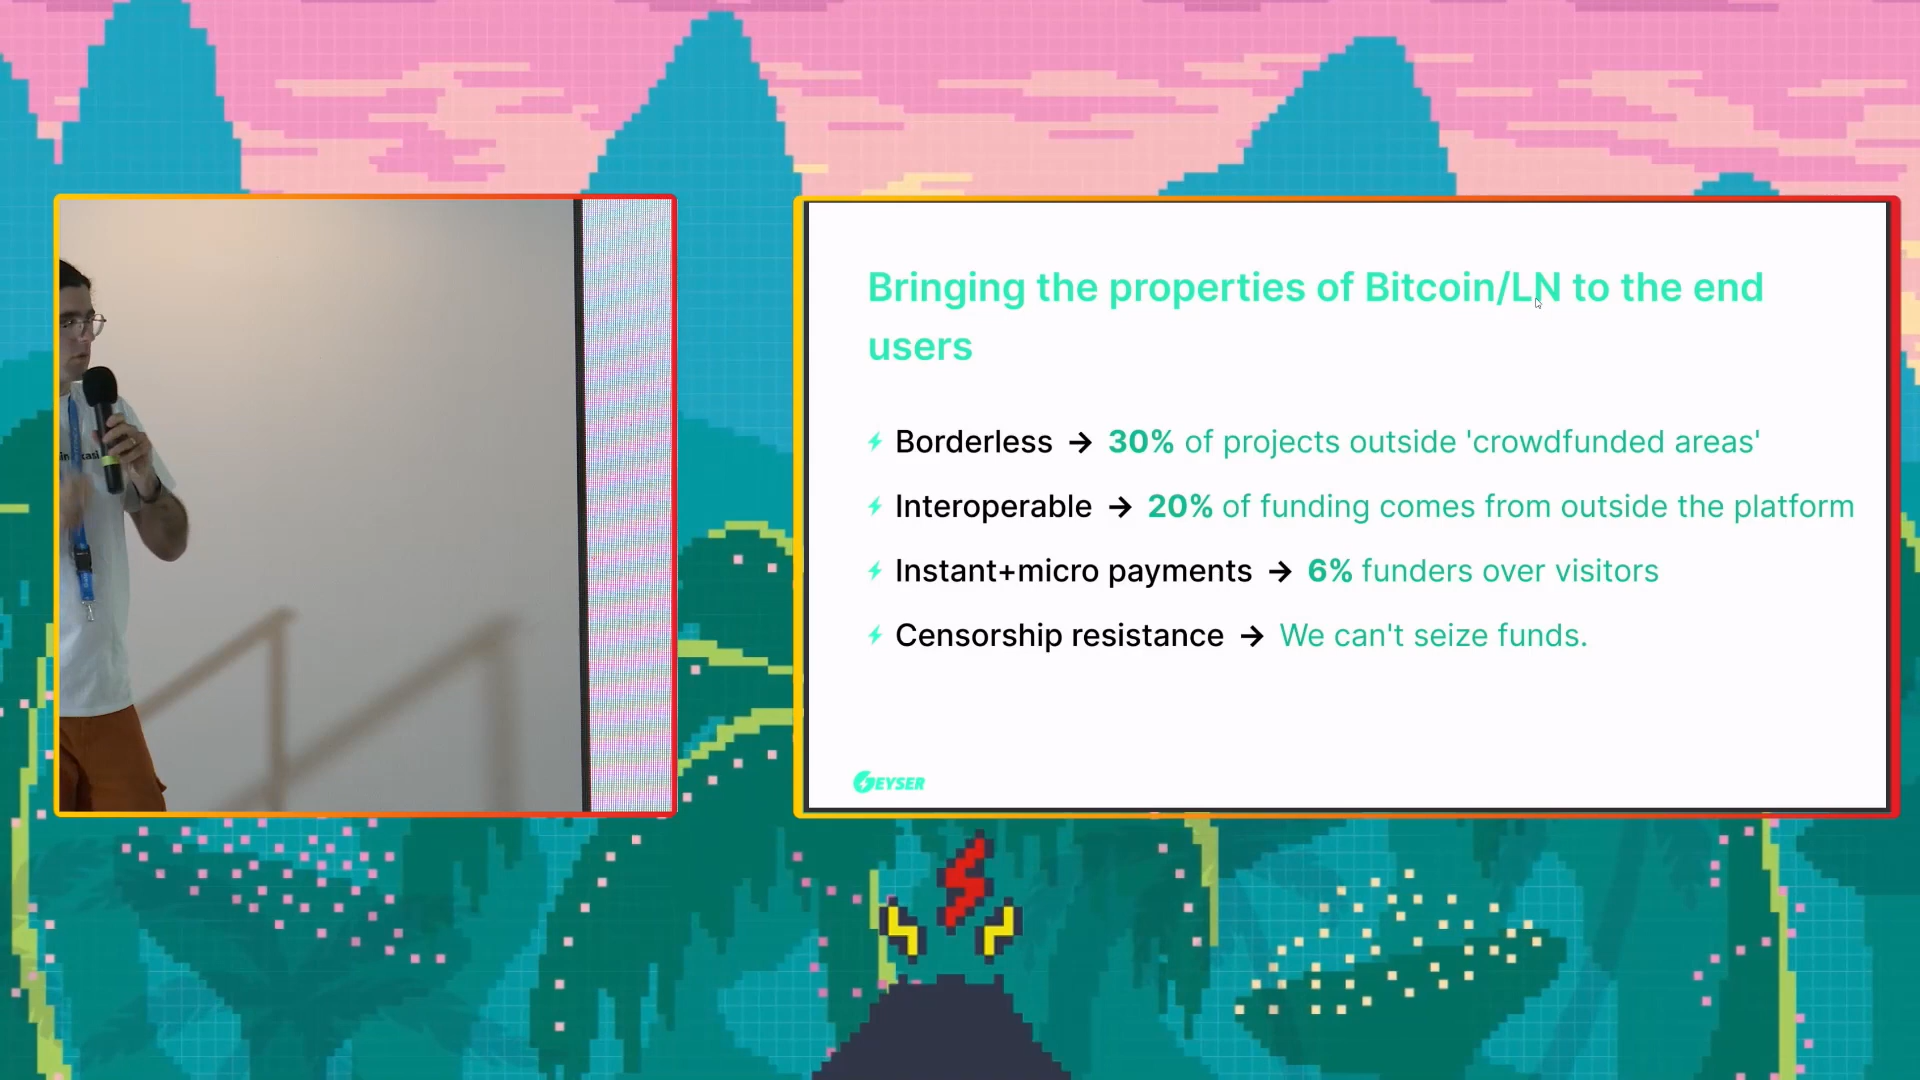 Bringing the properties of Bitcoin/LN to the end
users
Borderless → 30% of projects outside 'crowdfunded areas'
Interoperable → 20% of funding comes from outside the platform
Instant+micro payments → 6% funders over visitors
Censorship resistance → We can't seize funds.
GEYSER